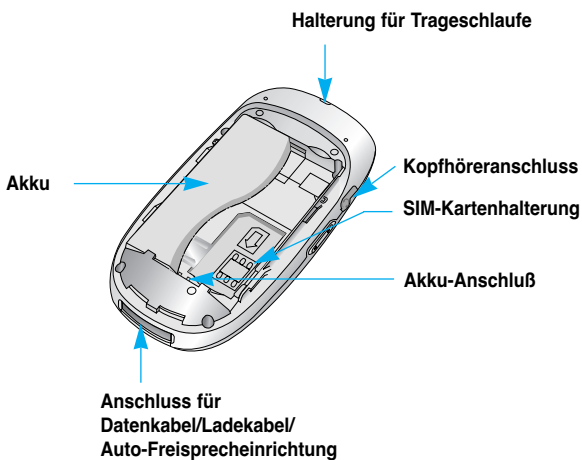 Halterung für Trageschlaufe
Kopfhöreranschluss
Akku
SIM-Kartenhalterung
Akku-Anschluß
Anschluss für
Datenkabel/Ladekabel/
Auto-Freisprecheinrichtung